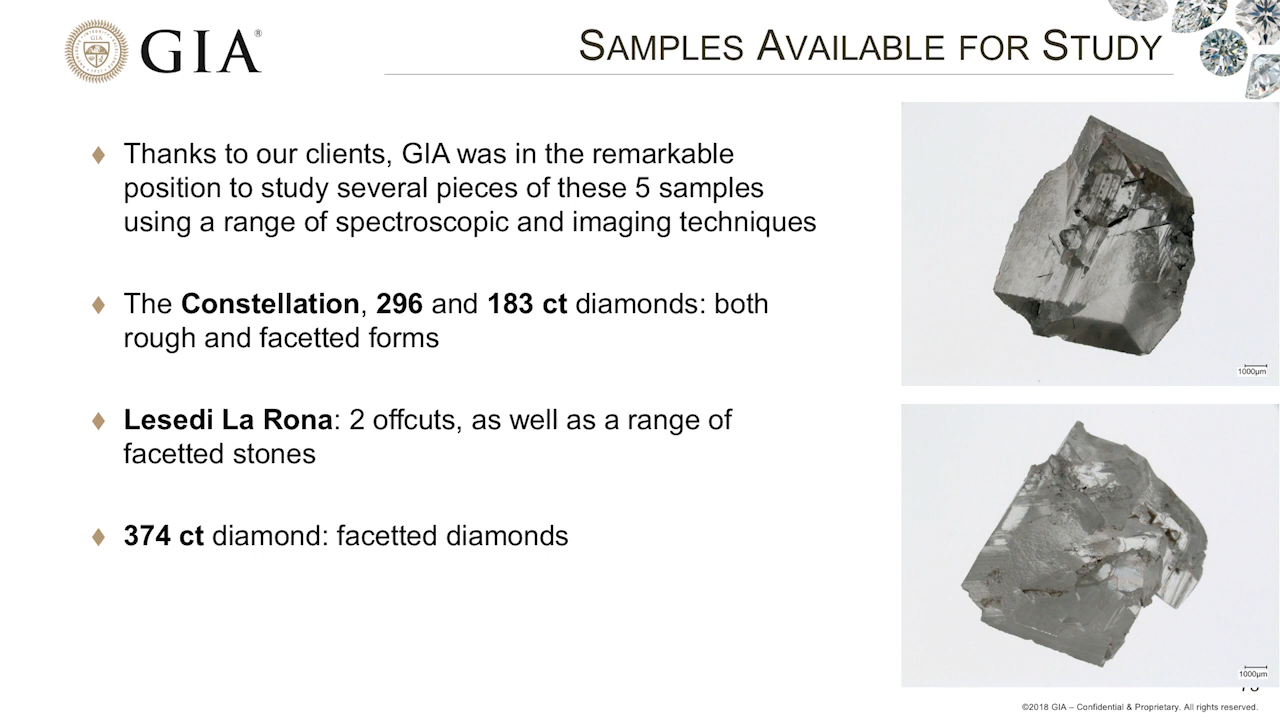 GIA®
SAMPLES AVAILABLE FOR STUDY
Thanks to our clients, GIA was in the remarkable
position to study several pieces of these 5 samples
using a range of spectroscopic and imaging techniques
The Constellation, 296 and 183 ct diamonds: both
rough and facetted forms
Lesedi La Rona: 2 offcuts, as well as a range of
facetted stones
374 ct diamond: facetted diamonds
1000µm
1000µm
©2018 GIA – Confidential & Proprietary. All rights reserved.